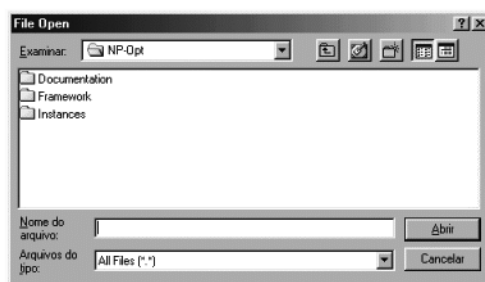 File Open
Examinar: NP-Opt
Documentation
Framework
Instances
Nome do
arquivo:
Abrir
Arquivos do
tipo:
All Files (*.*)
Cancelar